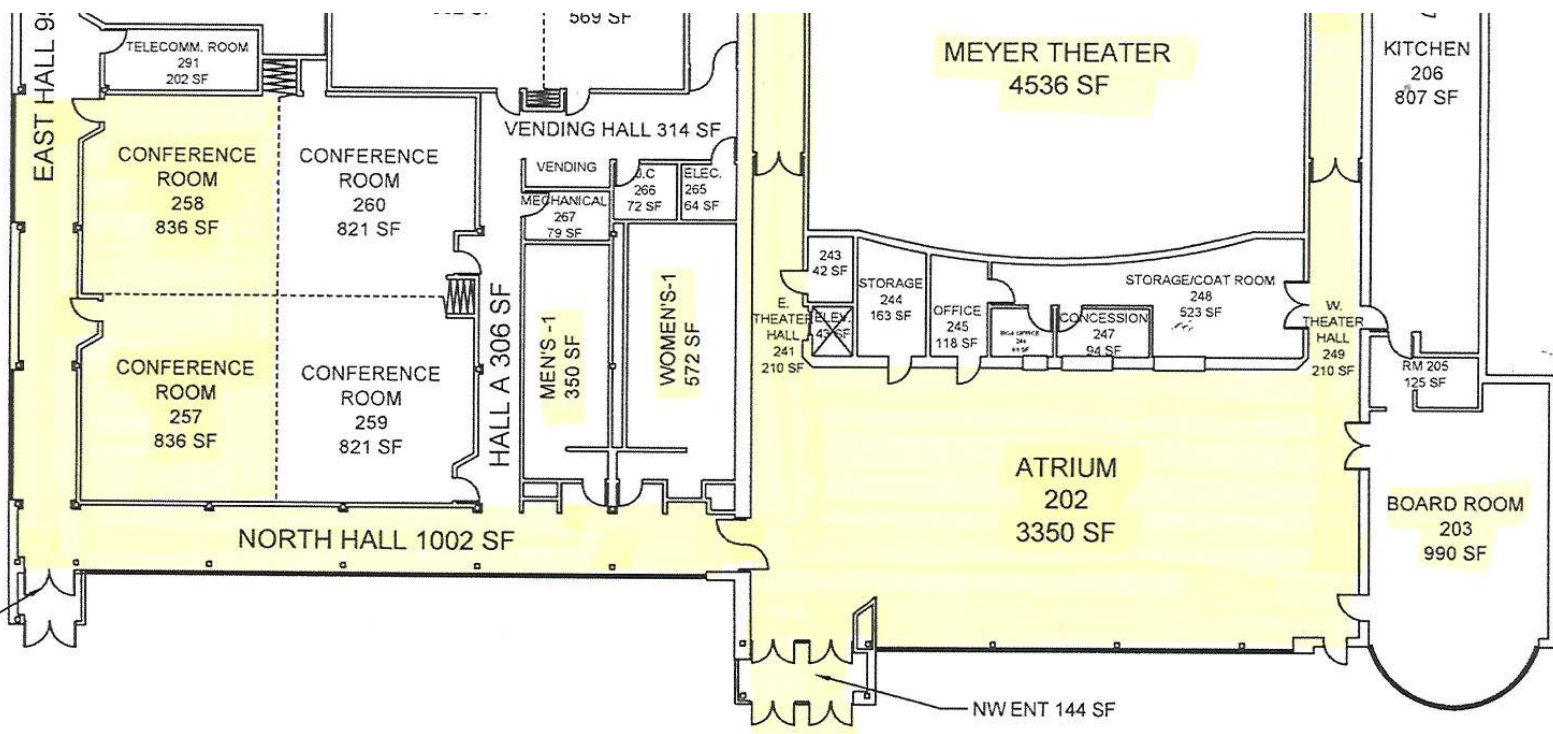 569 SF
EAST HALL
TELECOMM. ROOM
291
202 SF
MEYER THEATER
4536 SF
KITCHEN
206
807 SF
VENDING HALL 314 SF
CONFERENCE
ROOM
258
836 SF
CONFERENCE
ROOM
260
821 SF
VENDING
MECHANICAL
267
79 SF
266
72 SF
ELEC.
265
64 SF
243
42 SF
STORAGE
244
163 SF
OFFICE
245
118 SF
CONCESSION
247
94 SF
STORAGE/COAT ROOM
248
523 SF
E.
THEATER
HALL
241
210 SF
ELEV.
43 SF
W.
THEATER
HALL
249
210 SF
RM 205
125 SF
CONFERENCE
ROOM
257
836 SF
CONFERENCE
ROOM
259
821 SF
HALL A 306 SF
MEN'S -1
350 SF
WOMEN'S-1
572 SF
ATRIUM
202
3350 SF
BOARD ROOM
203
990 SF
NORTH HALL 1002 SF
NW ENT 144 SF